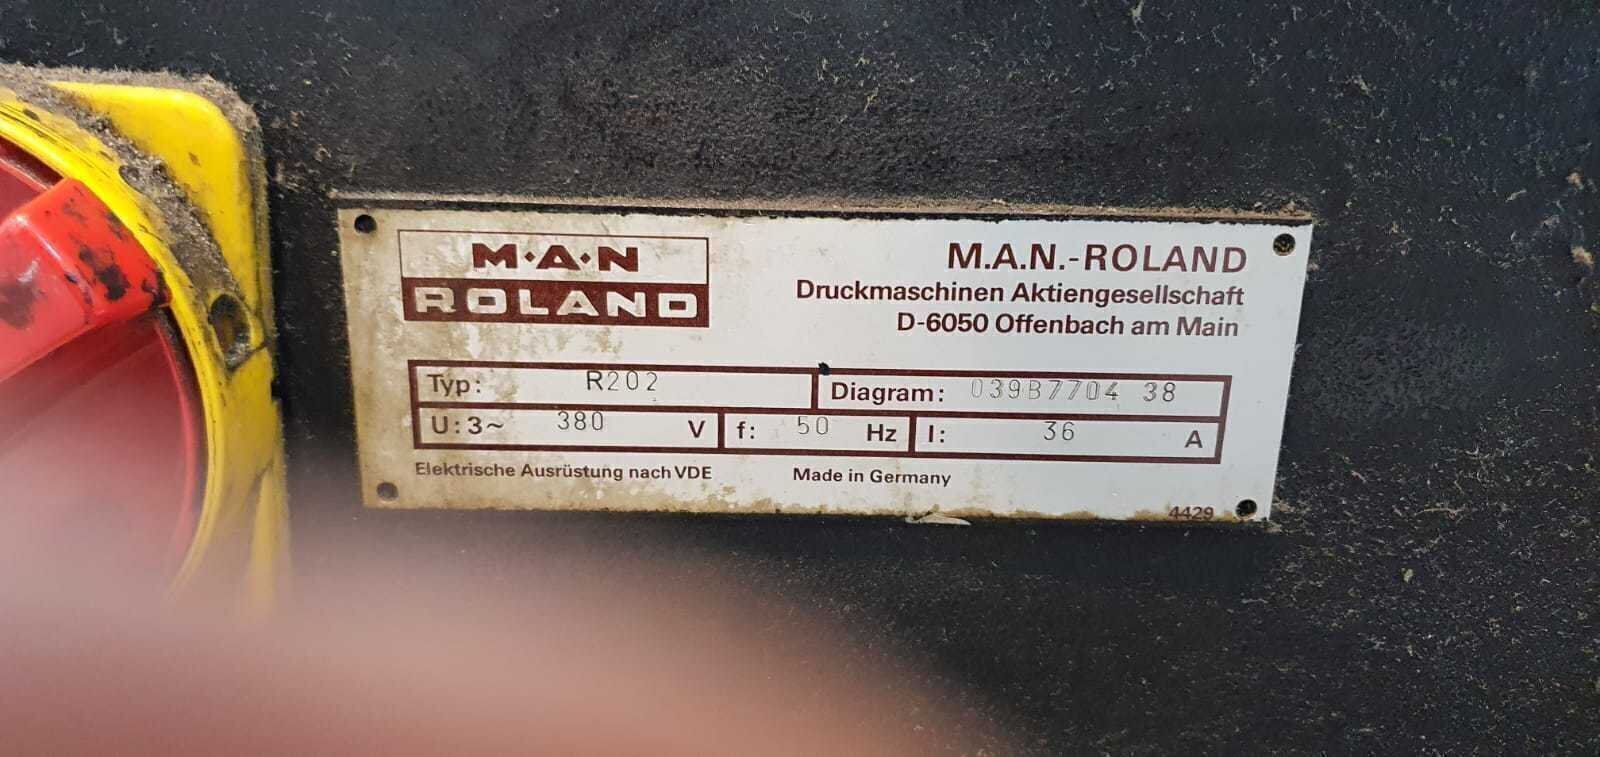 M·A·N
ROLAND
M.A.N.-ROLAND
Druckmaschinen Aktiengesellschaft
D-6050 Offenbach am Main
Typ: R202
Diagram: 039B7704 38
U: 3~ 380 V
f: 50 Hz
I: 36 A
Elektrische Ausrüstung nach VDE
Made in Germany
4429